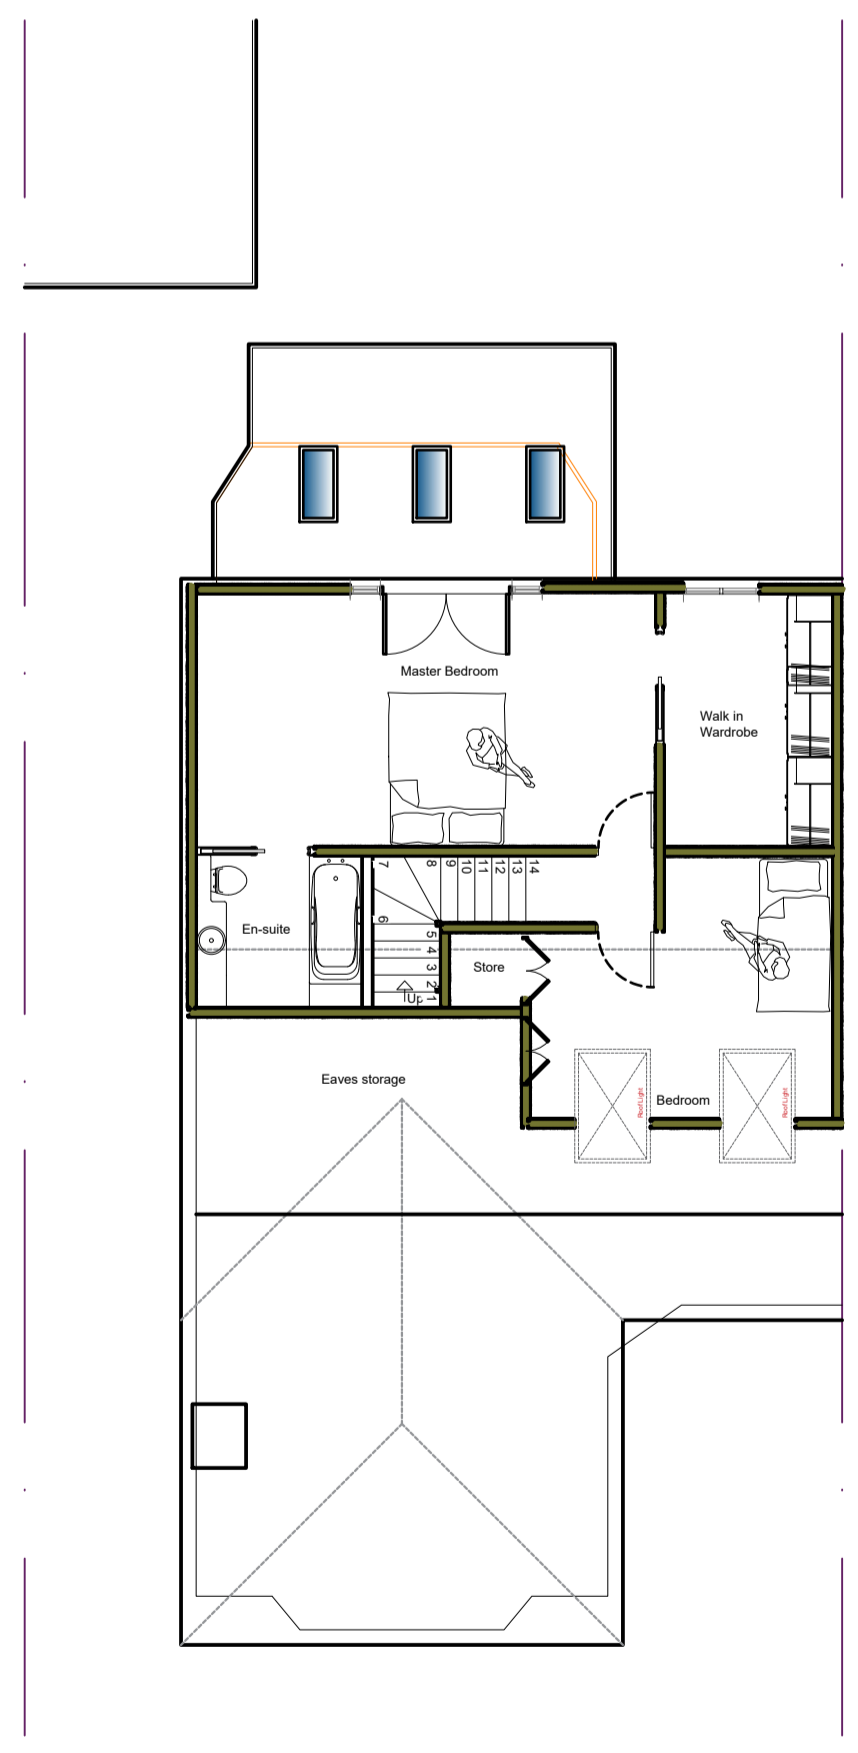 Master Bedroom
Walk in
Wardrobe
7
8
9
10
11
12
13
14
6
5
4
3
2
1
Up
En-suite
Store
Eaves storage
Bedroom
Roof Light
Roof Light